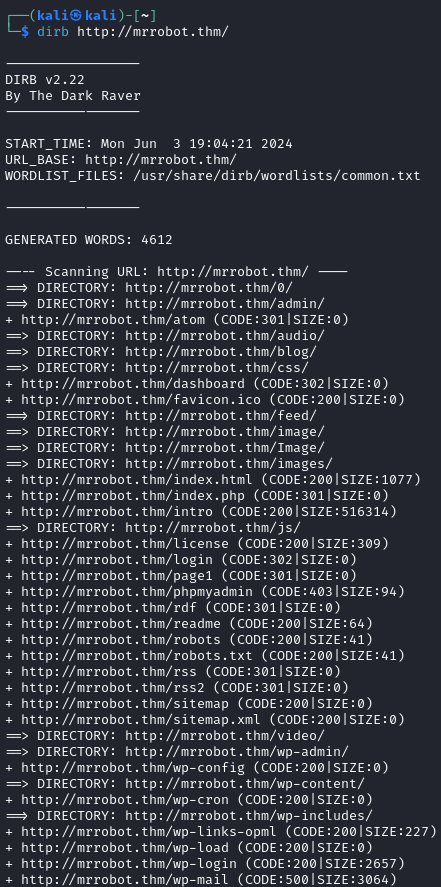 ┌──(kali㉿kali)-[~]
└─$ dirb http://mrrobot.thm/
-----------------
DIRB v2.22
By The Dark Raver
-----------------
START_TIME: Mon Jun  3 19:04:21 2024
URL_BASE: http://mrrobot.thm/
WORDLIST_FILES: /usr/share/dirb/wordlists/common.txt
-----------------
GENERATED WORDS: 4612
---- Scanning URL: http://mrrobot.thm/ ----
==> DIRECTORY: http://mrrobot.thm/0/
==> DIRECTORY: http://mrrobot.thm/admin/
+ http://mrrobot.thm/atom (CODE:301|SIZE:0)
==> DIRECTORY: http://mrrobot.thm/audio/
==> DIRECTORY: http://mrrobot.thm/blog/
==> DIRECTORY: http://mrrobot.thm/css/
+ http://mrrobot.thm/dashboard (CODE:302|SIZE:0)
+ http://mrrobot.thm/favicon.ico (CODE:200|SIZE:0)
==> DIRECTORY: http://mrrobot.thm/feed/
==> DIRECTORY: http://mrrobot.thm/image/
==> DIRECTORY: http://mrrobot.thm/Image/
==> DIRECTORY: http://mrrobot.thm/images/
+ http://mrrobot.thm/index.html (CODE:200|SIZE:1077)
+ http://mrrobot.thm/index.php (CODE:301|SIZE:0)
+ http://mrrobot.thm/intro (CODE:200|SIZE:516314)
==> DIRECTORY: http://mrrobot.thm/js/
+ http://mrrobot.thm/license (CODE:200|SIZE:309)
+ http://mrrobot.thm/login (CODE:302|SIZE:0)
+ http://mrrobot.thm/page1 (CODE:301|SIZE:0)
+ http://mrrobot.thm/phpmyadmin (CODE:403|SIZE:94)
+ http://mrrobot.thm/rdf (CODE:301|SIZE:0)
+ http://mrrobot.thm/readme (CODE:200|SIZE:64)
+ http://mrrobot.thm/robots (CODE:200|SIZE:41)
+ http://mrrobot.thm/robots.txt (CODE:200|SIZE:41)
+ http://mrrobot.thm/rss (CODE:301|SIZE:0)
+ http://mrrobot.thm/rss2 (CODE:301|SIZE:0)
+ http://mrrobot.thm/sitemap (CODE:200|SIZE:0)
+ http://mrrobot.thm/sitemap.xml (CODE:200|SIZE:0)
==> DIRECTORY: http://mrrobot.thm/video/
==> DIRECTORY: http://mrrobot.thm/wp-admin/
+ http://mrrobot.thm/wp-config (CODE:200|SIZE:0)
==> DIRECTORY: http://mrrobot.thm/wp-content/
+ http://mrrobot.thm/wp-cron (CODE:200|SIZE:0)
==> DIRECTORY: http://mrrobot.thm/wp-includes/
+ http://mrrobot.thm/wp-links-opml (CODE:200|SIZE:227)
+ http://mrrobot.thm/wp-load (CODE:200|SIZE:0)
+ http://mrrobot.thm/wp-login (CODE:200|SIZE:2657)
+ http://mrrobot.thm/wp-mail (CODE:500|SIZE:3064)